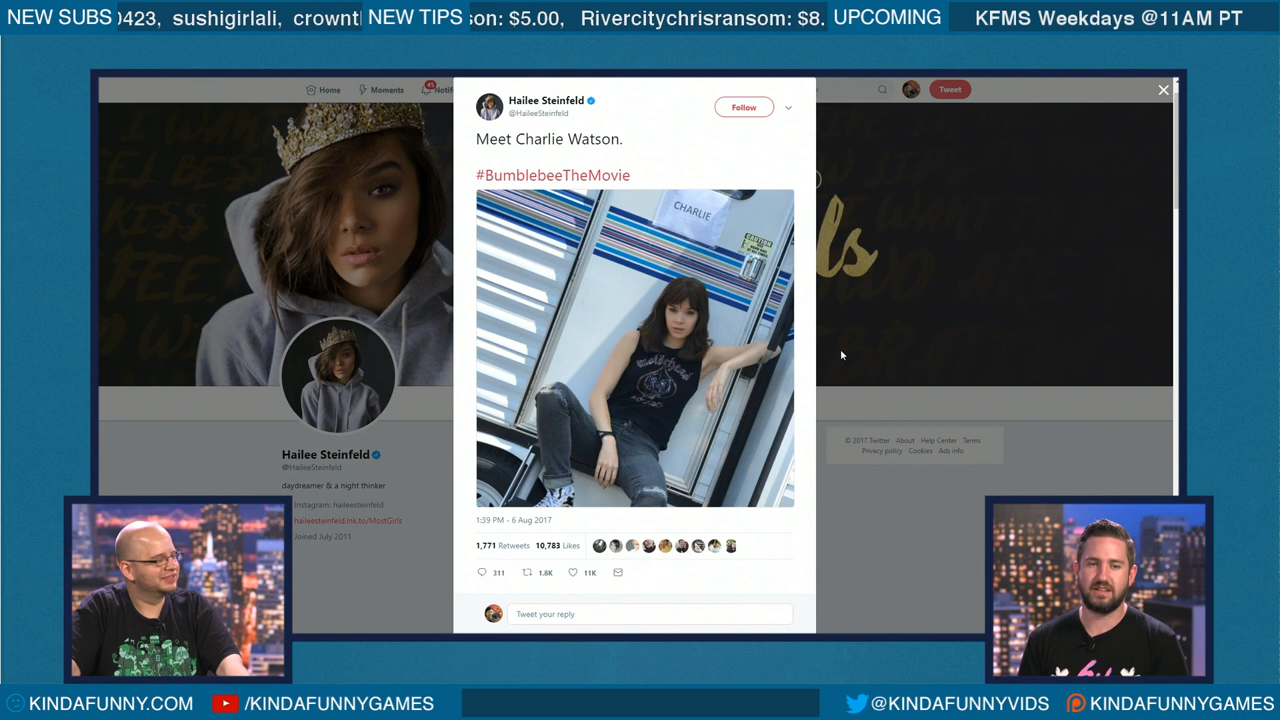 NEW SUBS 0423, sushigirlali, crownt NEW TIPS son: $5.00, Rivercitychrisransom: $8. UPCOMING KFMS Weekdays @11AM PT
Home Moments 45 Notif Tweet
Hailee Steinfeld
@HaileeSteinfeld
Follow
Meet Charlie Watson.
#BumblebeeTheMovie
CHARLIE
CAUTION
Motörhead
1:39 PM - 6 Aug 2017
1,771 Retweets 10,783 Likes
311 1.8K 11K
Tweet your reply
Hailee Steinfeld
@HaileeSteinfeld
daydreamer & a night thinker
Instagram: haileesteinfeld
haileesteinfeld.lnk.to/MostGirls
Joined July 2011
© 2017 Twitter About Help Center Terms
Privacy policy Cookies Ads info
KINDAFUNNY.COM /KINDAFUNNYGAMES @KINDAFUNNYVIDS KINDAFUNNYGAMES